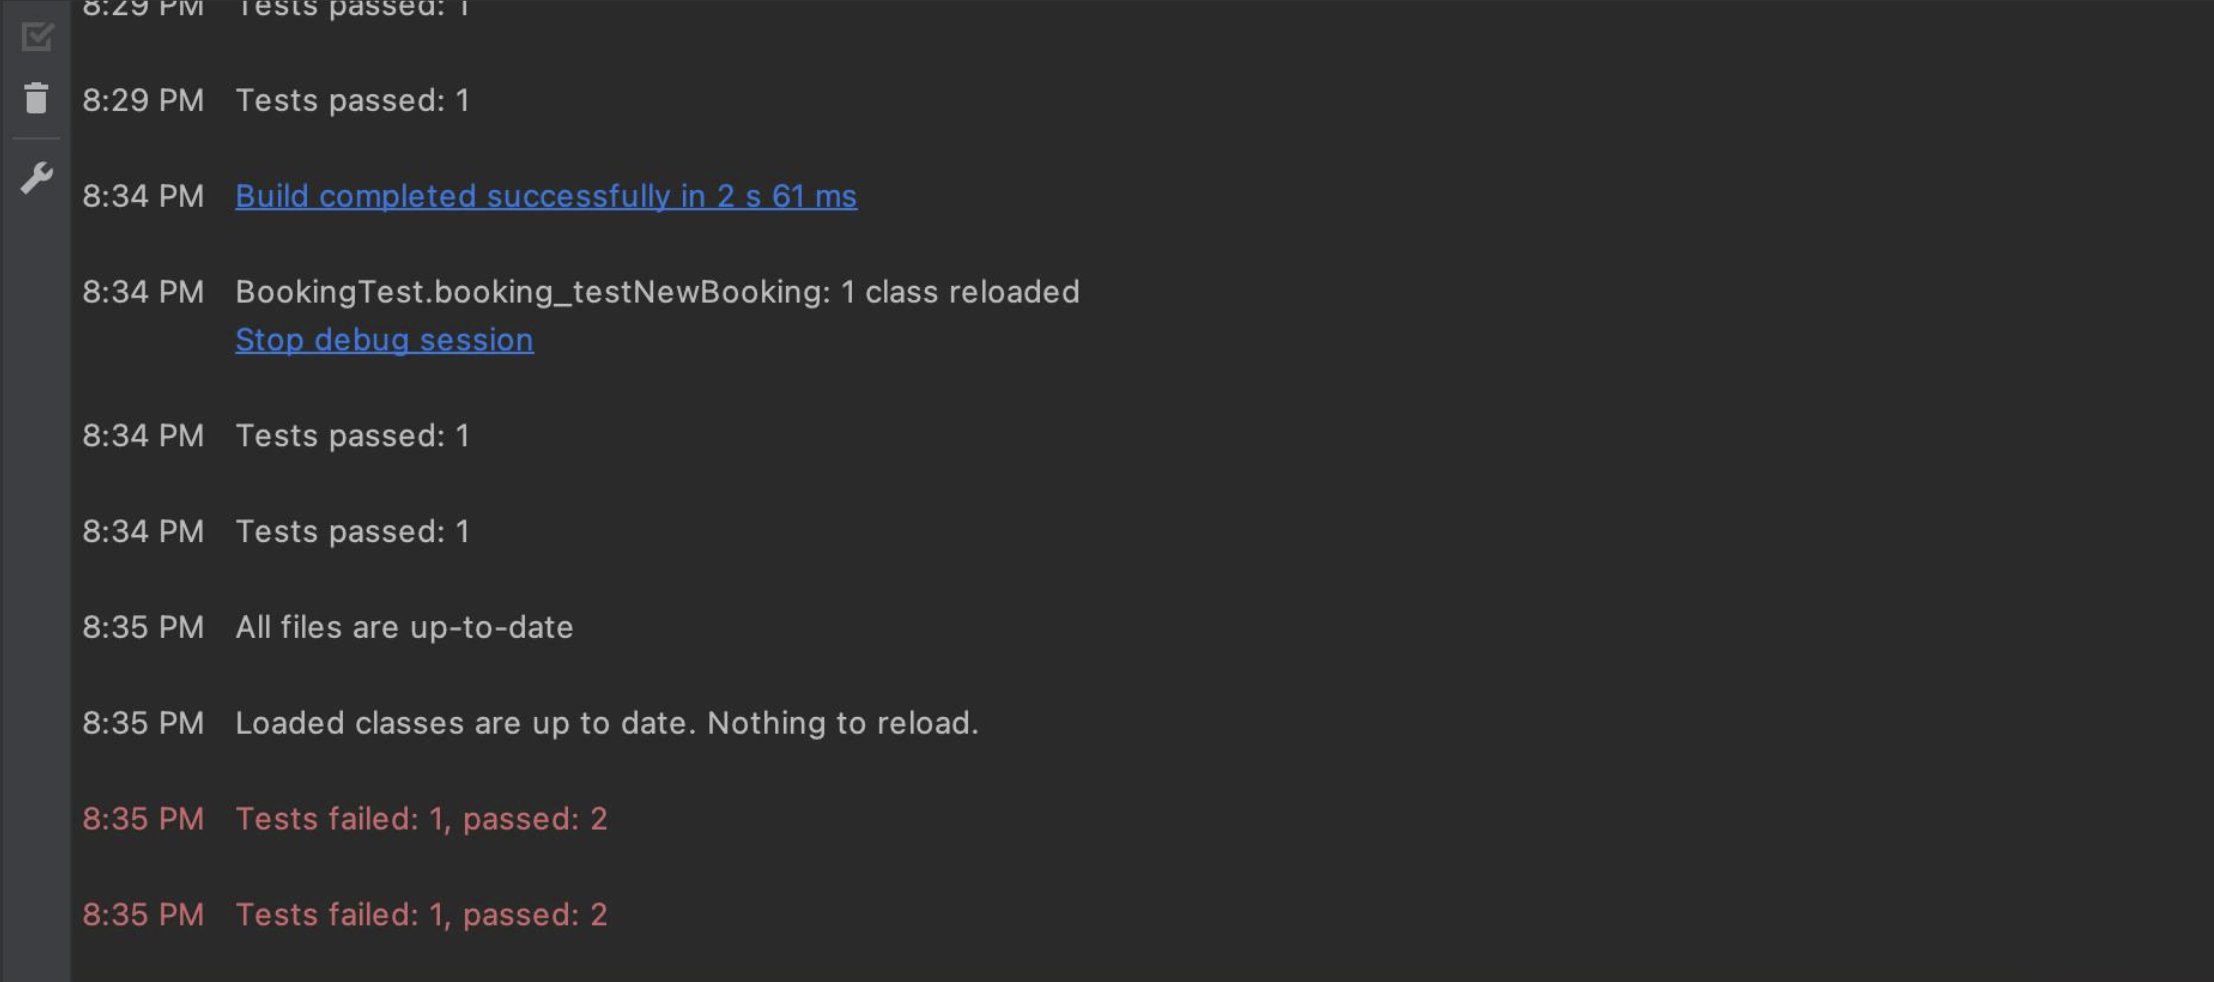 8:29 PM Tests passed: 1
8:29 PM Tests passed: 1
8:34 PM Build completed successfully in 2 s 61 ms
8:34 PM BookingTest.booking_testNewBooking: 1 class reloaded
Stop debug session
8:34 PM Tests passed: 1
8:34 PM Tests passed: 1
8:35 PM All files are up-to-date
8:35 PM Loaded classes are up to date. Nothing to reload.
8:35 PM Tests failed: 1, passed: 2
8:35 PM Tests failed: 1, passed: 2